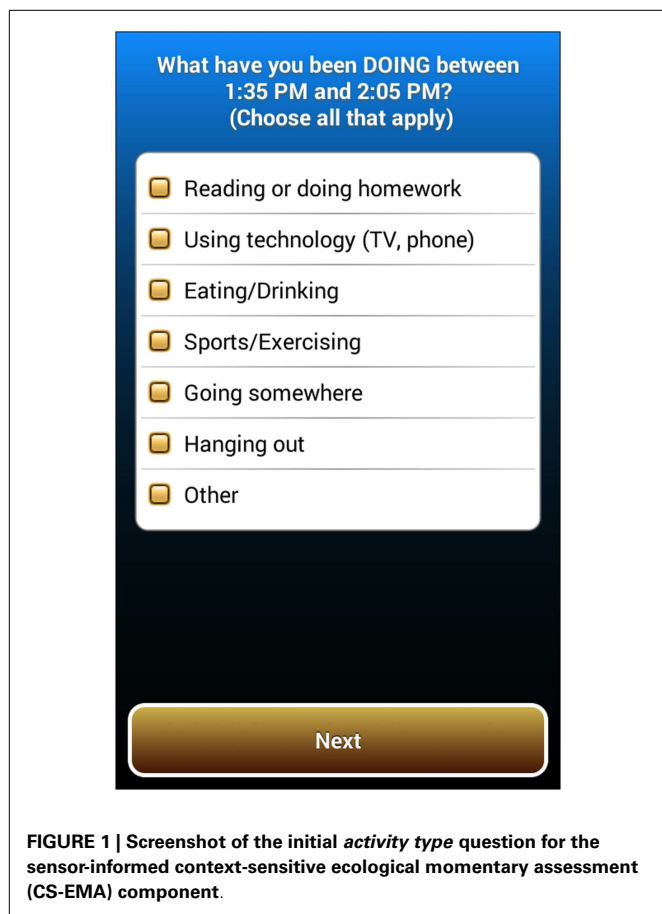 What have you been DOING between
1:35 PM and 2:05 PM?
(Choose all that apply)
Reading or doing homework
Using technology (TV, phone)
Eating/Drinking
Sports/Exercising
Going somewhere
Hanging out
Other
Next
FIGURE 1 | Screenshot of the initial activity type question for the
sensor-informed context-sensitive ecological momentary assessment
(CS-EMA) component.